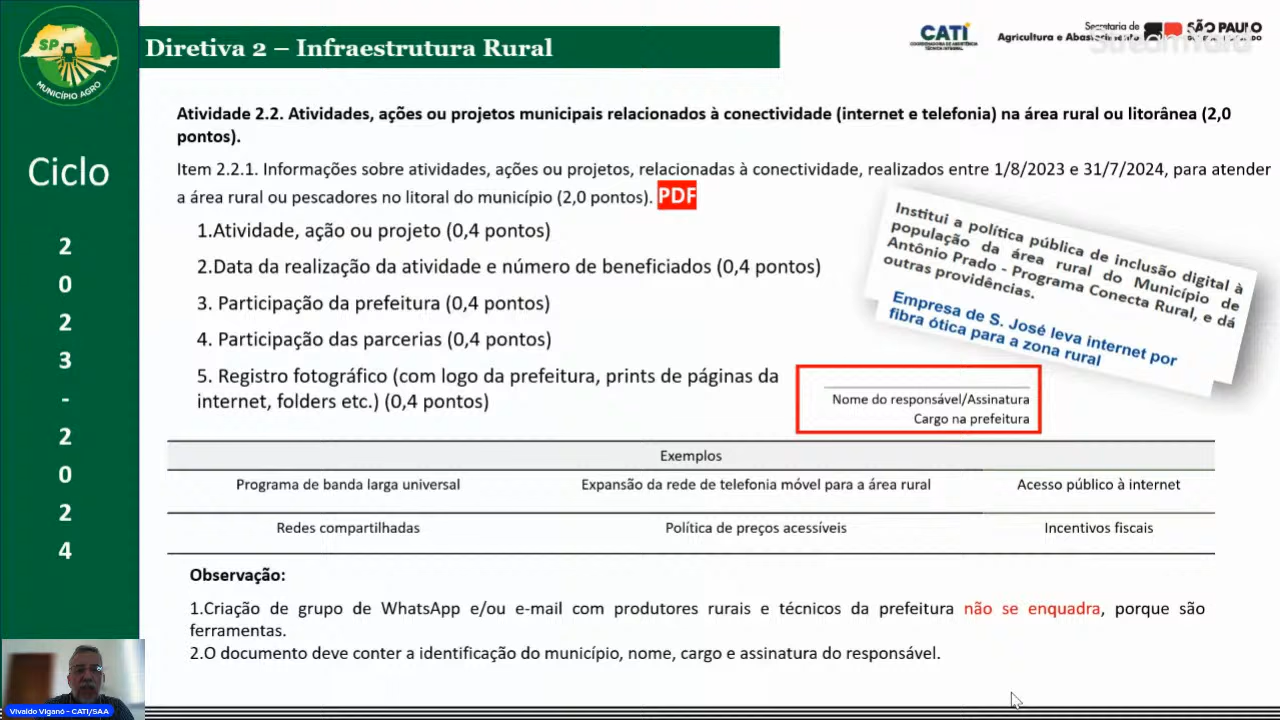 SP
MUNICÍPIO AGRO
Diretiva 2 – Infraestrutura Rural
CATI
COORDENADORIA DE ASSISTÊNCIA
TÉCNICA INTEGRAL
Secretaria de
Agricultura e Abastecimento
SÃO PAULO
Ciclo
2
0
2
3
-
2
0
2
4
Atividade 2.2. Atividades, ações ou projetos municipais relacionados à conectividade (internet e telefonia) na área rural ou litorânea (2,0
pontos).
Item 2.2.1. Informações sobre atividades, ações ou projetos, relacionadas à conectividade, realizados entre 1/8/2023 e 31/7/2024, para atender
a área rural ou pescadores no litoral do município (2,0 pontos). PDF
1.Atividade, ação ou projeto (0,4 pontos)
2.Data da realização da atividade e número de beneficiados (0,4 pontos)
3. Participação da prefeitura (0,4 pontos)
4. Participação das parcerias (0,4 pontos)
5. Registro fotográfico (com logo da prefeitura, prints de páginas da
internet, folders etc.) (0,4 pontos)
Institui a política pública de inclusão digital à
população da área rural do Município de
Antônio Prado - Programa Conecta Rural, e dá
outras providências.
Empresa de S. José leva internet por
fibra ótica para a zona rural
Nome do responsável/Assinatura
Cargo na prefeitura
Exemplos
Programa de banda larga universal Expansão da rede de telefonia móvel para a área rural Acesso público à internet
Redes compartilhadas Política de preços acessíveis Incentivos fiscais
Observação:
1.Criação de grupo de WhatsApp e/ou e-mail com produtores rurais e técnicos da prefeitura não se enquadra, porque são
ferramentas.
2.O documento deve conter a identificação do município, nome, cargo e assinatura do responsável.
Vivaldo Viganó - CATI/SAA